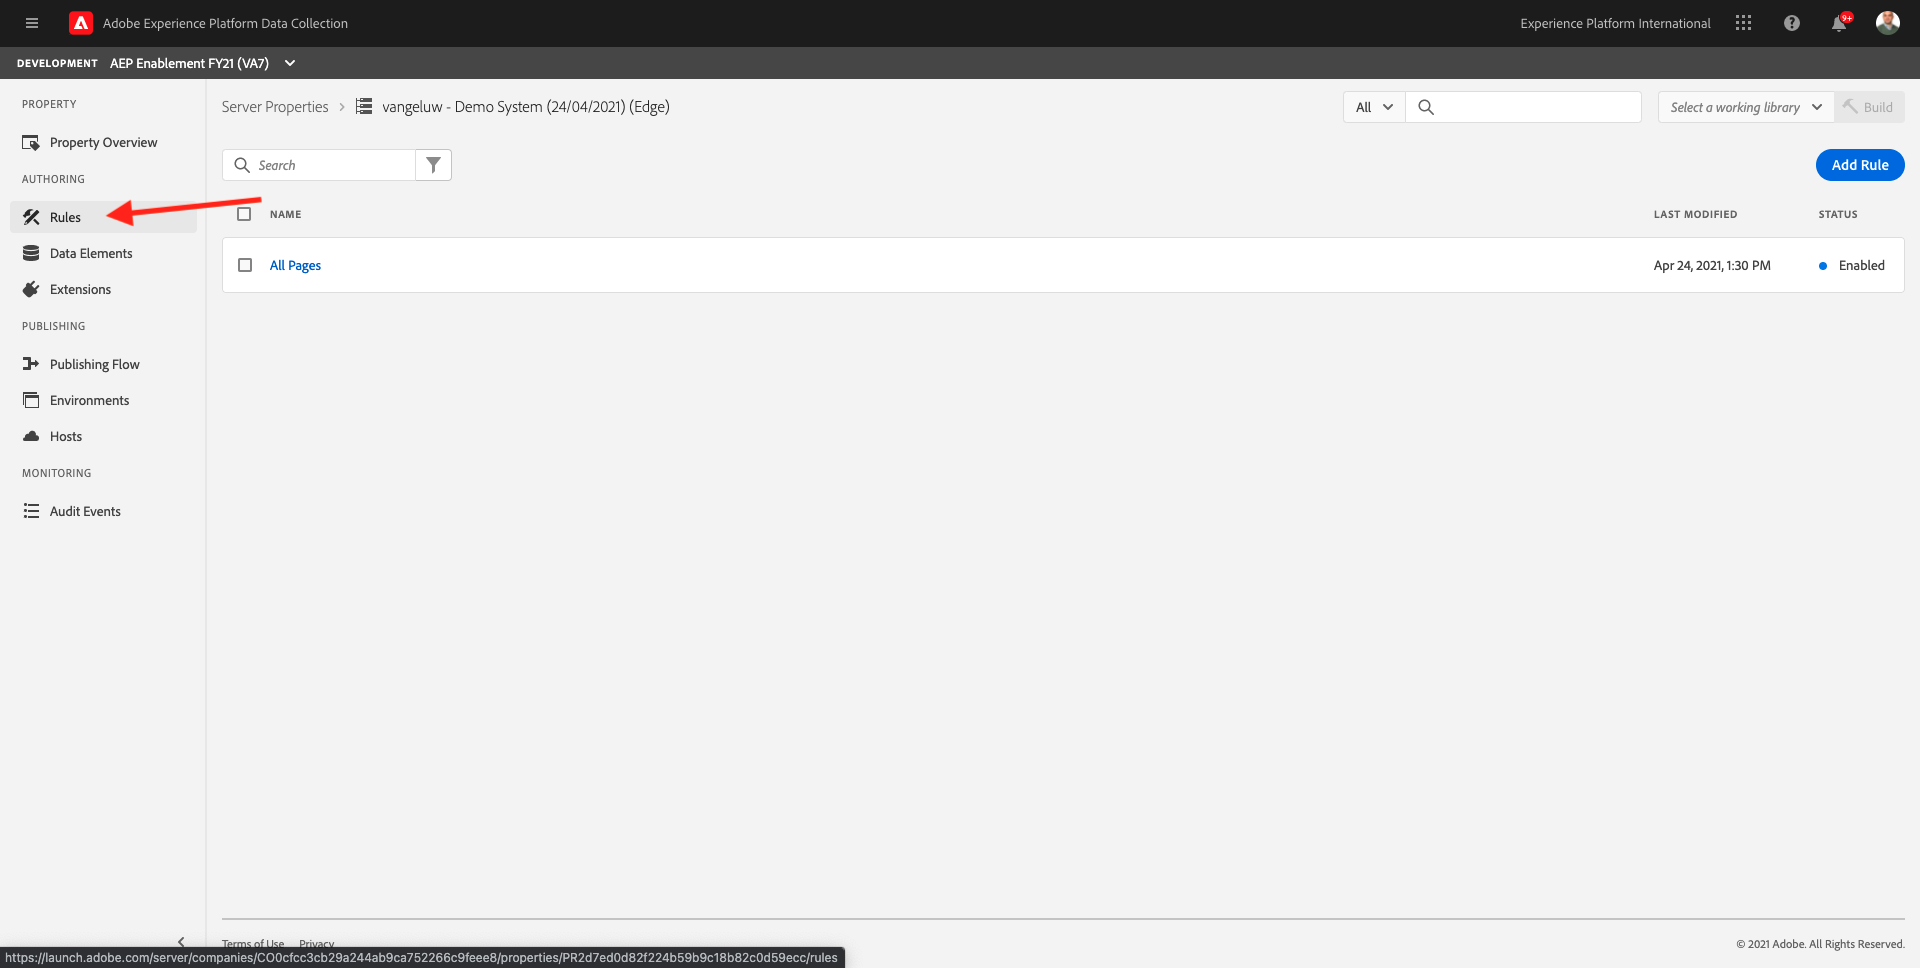 Adobe Experience Platform Data Collection
Experience Platform International
9+
DEVELOPMENT AEP Enablement FY21 (VA7)
PROPERTY
Property Overview
AUTHORING
Rules
Data Elements
Extensions
PUBLISHING
Publishing Flow
Environments
Hosts
MONITORING
Audit Events
Server Properties > vangeluw - Demo System (24/04/2021) (Edge)
All
Select a working library
Build
Search
Add Rule
NAME LAST MODIFIED STATUS
All Pages Apr 24, 2021, 1:30 PM Enabled
Terms of Use Privacy
© 2021 Adobe. All Rights Reserved.
https://launch.adobe.com/server/companies/CO0cfcc3cb29a244ab9ca752266c9feee8/properties/PR2d7ed0d82f224b59b9c18b82c0d59ecc/rules